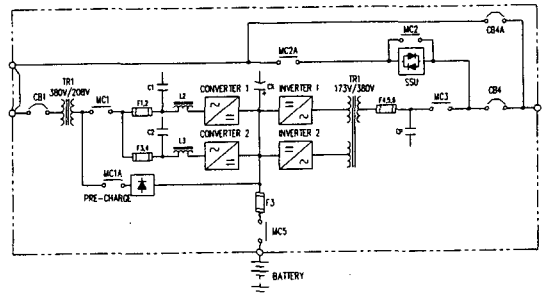 CB4A
MC2
MC2A
SSU
TR1
380V/208V
CB1
MC1
F1,2
C1
L2
CONVERTER 1
CX
INVERTER 1
TR1
173V/380V
F4,5,6
MC3
CB4
C2
CF
F3,4
L3
CONVERTER 2
INVERTER 2
MC1A
PRE-CHARGE
F3
MC5
BATTERY